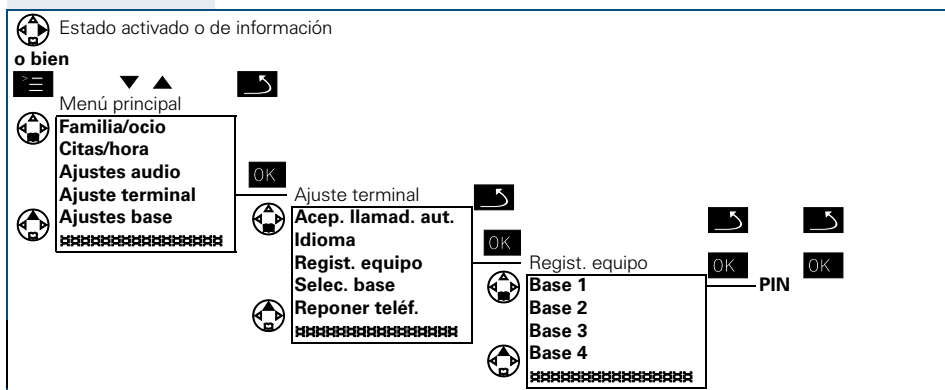 Estado activado o de información
o bien
Menú principal
Familia/ocio
Citas/hora
Ajustes audio
Ajuste terminal
Ajustes base
OK
Ajuste terminal
Acep. llamad. aut.
Idioma
Regist. equipo
Selec. base
Reponer teléf.
OK
Regist. equipo
Base 1
Base 2
Base 3
Base 4
OK
PIN
OK